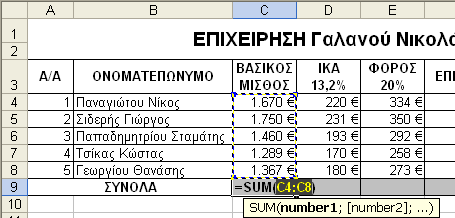 A B C D E
1 ΕΠΙΧΕΙΡΗΣΗ Γαλανού Νικολά
2
3 Α/Α ΟΝΟΜΑΤΕΠΩΝΥΜΟ ΒΑΣΙΚΟΣ ΜΙΣΘΟΣ ΙΚΑ 13,2% ΦΟΡΟΣ 20% ΕΠΙ
4 1 Παναγιώτου Νίκος 1.670 € 220 € 334 €
5 2 Σιδερής Γιώργος 1.750 € 231 € 350 €
6 3 Παπαδημητρίου Σταμάτης 1.460 € 193 € 292 €
7 4 Τσίκας Κώστας 1.289 € 170 € 258 €
8 5 Γεωργίου Θανάσης 1.367 € 180 € 273 €
9 ΣΥΝΟΛΑ =SUM(C4:C8)
10 SUM(number1; [number2]; ...)